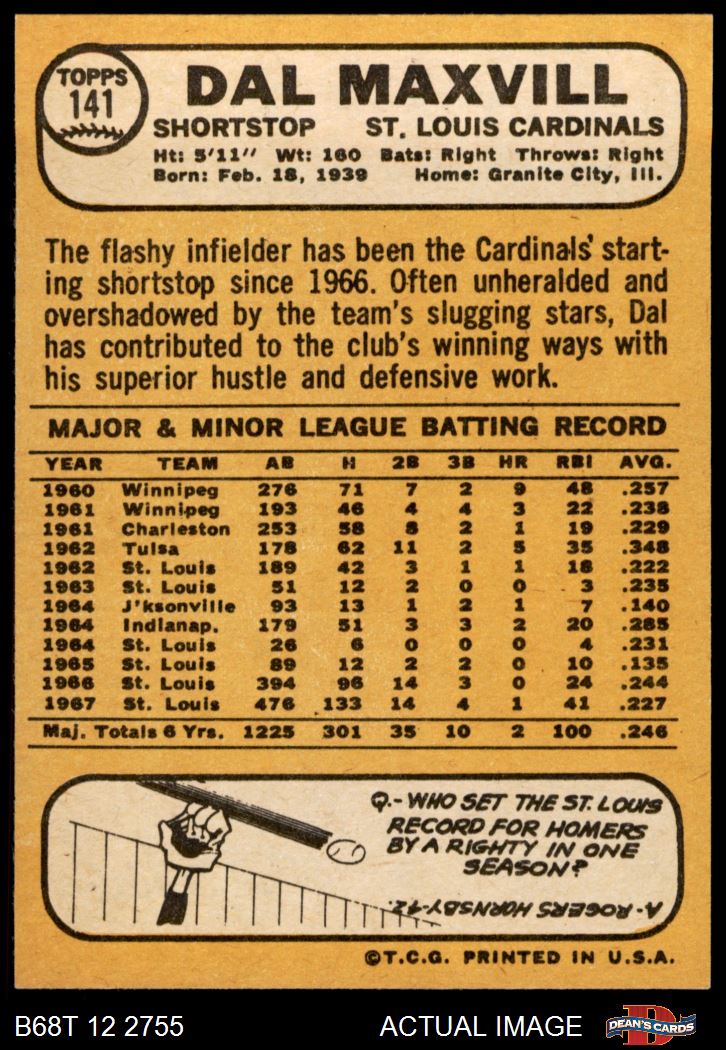 TOPPS
141
DAL MAXVILL
SHORTSTOP ST. LOUIS CARDINALS
Ht: 5'11" Wt: 160 Bats: Right Throws: Right
Born: Feb. 18, 1939 Home: Granite City, Ill.
The flashy infielder has been the Cardinals' start-
ing shortstop since 1966. Often unheralded and
overshadowed by the team's slugging stars, Dal
has contributed to the club's winning ways with
his superior hustle and defensive work.
MAJOR & MINOR LEAGUE BATTING RECORD
YEAR TEAM AB H 2B 3B HR RBI AVG.
1960 Winnipeg 276 71 7 2 9 48 .257
1961 Winnipeg 193 46 4 4 3 22 .238
1961 Charleston 253 58 8 2 1 19 .229
1962 Tulsa 178 62 11 2 5 35 .348
1962 St. Louis 189 42 3 1 1 18 .222
1963 St. Louis 51 12 2 0 0 3 .235
1964 J'ksonville 93 13 1 2 1 7 .140
1964 Indianap. 179 51 3 3 2 20 .285
1964 St. Louis 26 6 0 0 0 4 .231
1965 St. Louis 89 12 2 2 0 10 .135
1966 St. Louis 394 96 14 3 0 24 .244
1967 St. Louis 476 133 14 4 1 41 .227
Maj. Totals 6 Yrs. 1225 301 35 10 2 100 .246
Q.- WHO SET THE ST. LOUIS
RECORD FOR HOMERS
BY A RIGHTY IN ONE
SEASON?
A- ROGERS HORNSBY-42.
©T.C.G. PRINTED IN U.S.A.
B68T 12 2755 ACTUAL IMAGE
D
DEAN'S CARDS